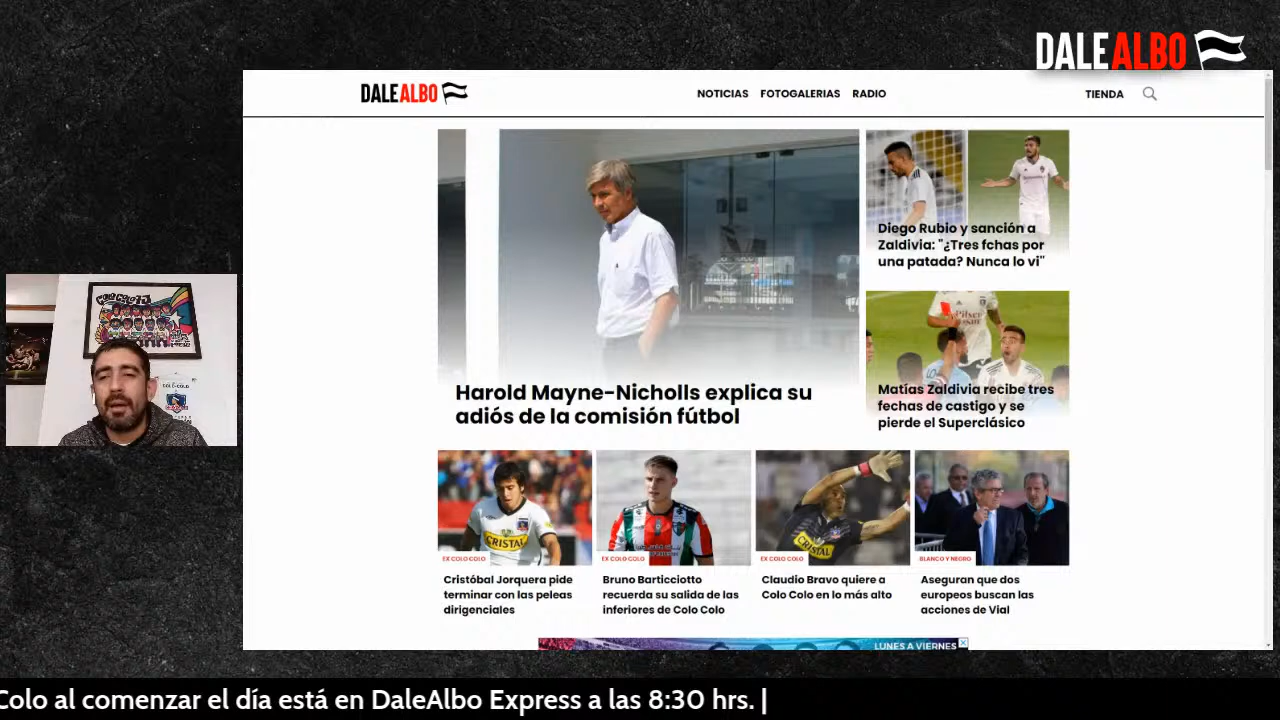 DALEALBO
DALEALBO
NOTICIAS FOTOGALERIAS RADIO
TIENDA
Harold Mayne-Nicholls explica su
adiós de la comisión fútbol
Diego Rubio y sanción a
Zaldivia: "¿Tres fchas por
una patada? Nunca lo vi"
Matías Zaldivia recibe tres
fechas de castigo y se
pierde el Superclásico
CRISTAL
EX COLO COLO
Cristóbal Jorquera pide
terminar con las peleas
dirigenciales
EX COLO COLO
Bruno Barticciotto
recuerda su salida de las
inferiores de Colo Colo
CRISTAL
EX COLO COLO
Claudio Bravo quiere a
Colo Colo en lo más alto
BLANCO Y NEGRO
Aseguran que dos
europeos buscan las
acciones de Vial
LUNES A VIERNES
Colo al comenzar el día está en DaleAlbo Express a las 8:30 hrs. |